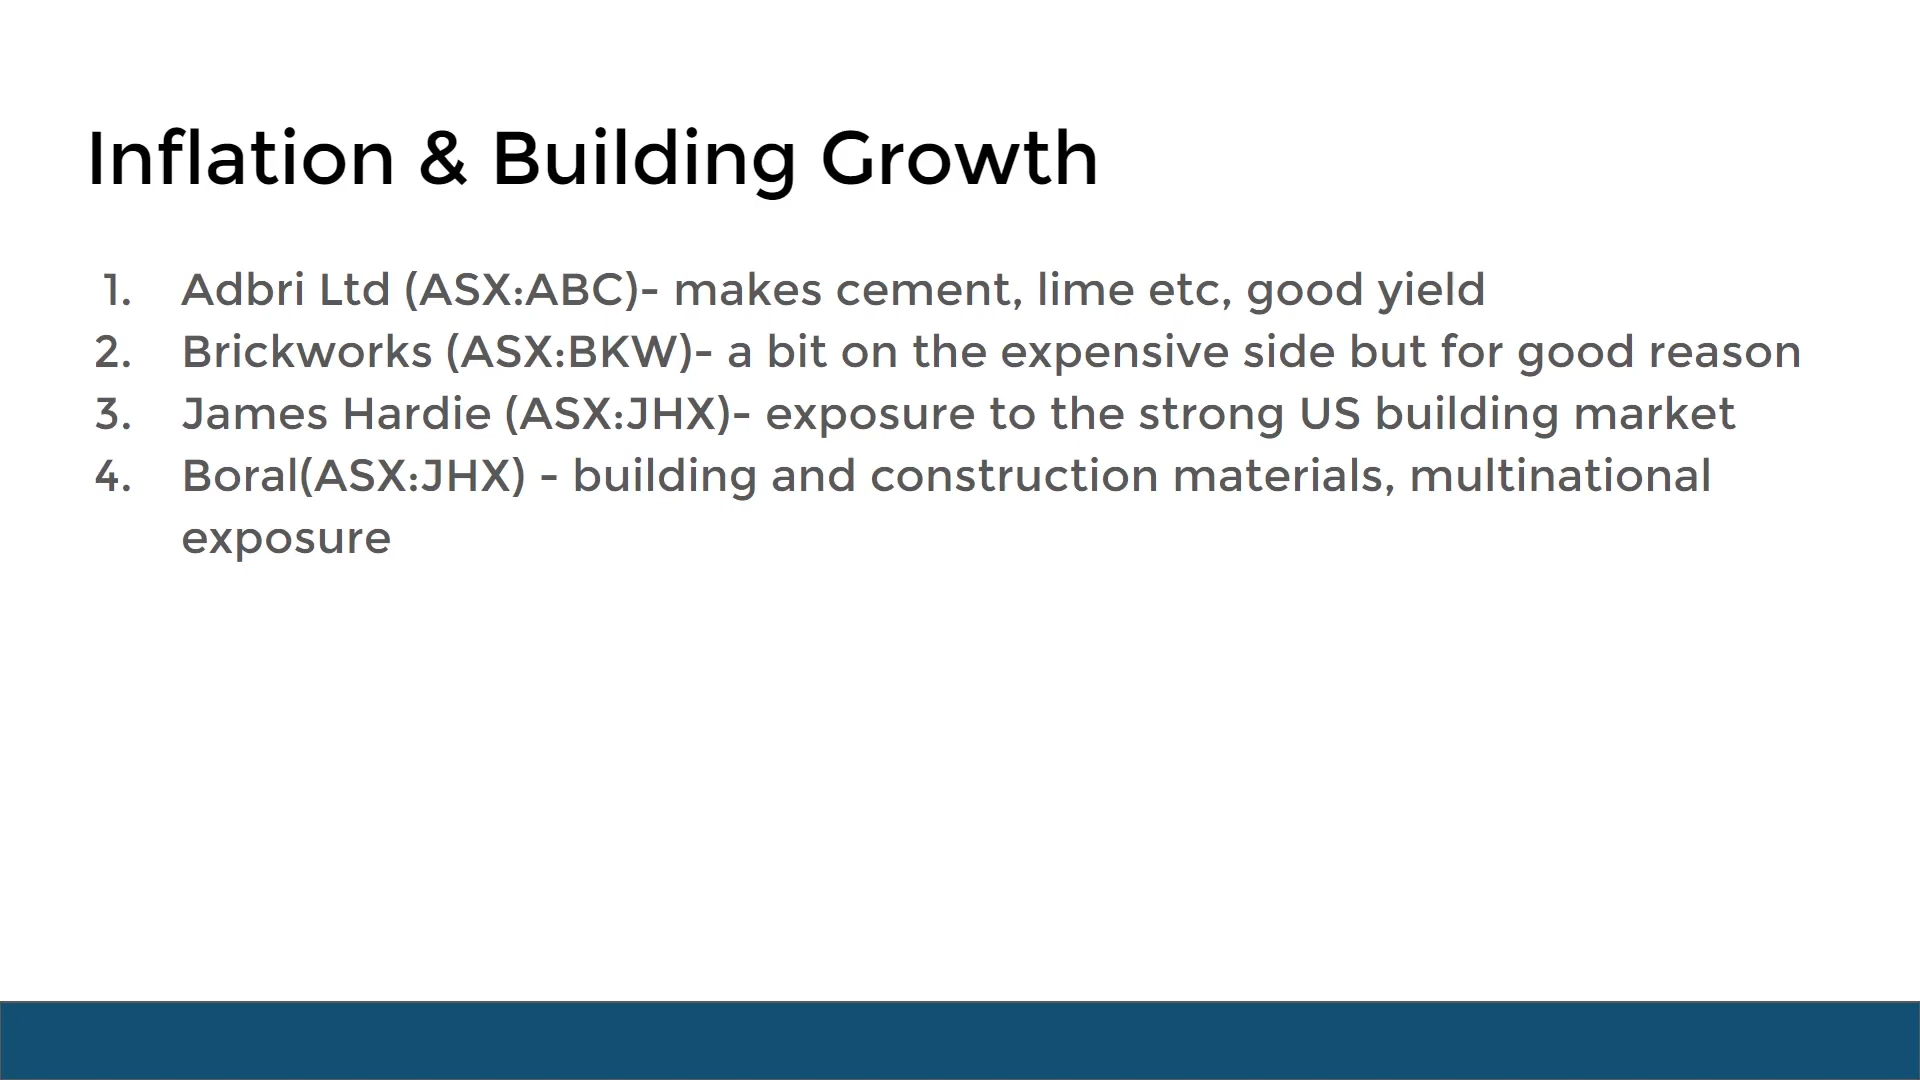 Inflation & Building Growth
1. Adbri Ltd (ASX:ABC)- makes cement, lime etc, good yield
2. Brickworks (ASX:BKW)- a bit on the expensive side but for good reason
3. James Hardie (ASX:JHX)- exposure to the strong US building market
4. Boral(ASX:JHX) - building and construction materials, multinational
exposure